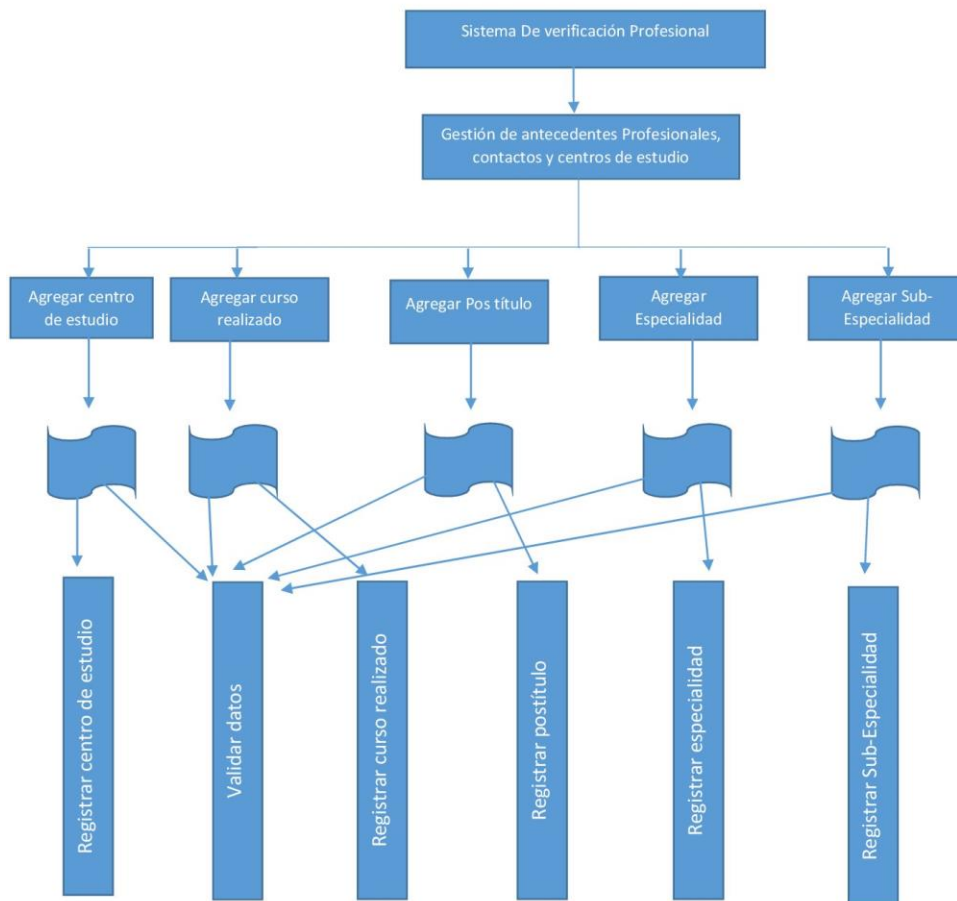 Sistema De verificación Profesional
Gestión de antecedentes Profesionales,
contactos y centros de estudio
Agregar centro
de estudio
Agregar curso
realizado
Agregar Pos título
Agregar
Especialidad
Agregar Sub-
Especialidad
Registrar centro de estudio
Validar datos
Registrar curso realizado
Registrar postítulo
Registrar especialidad
Registrar Sub-Especialidad